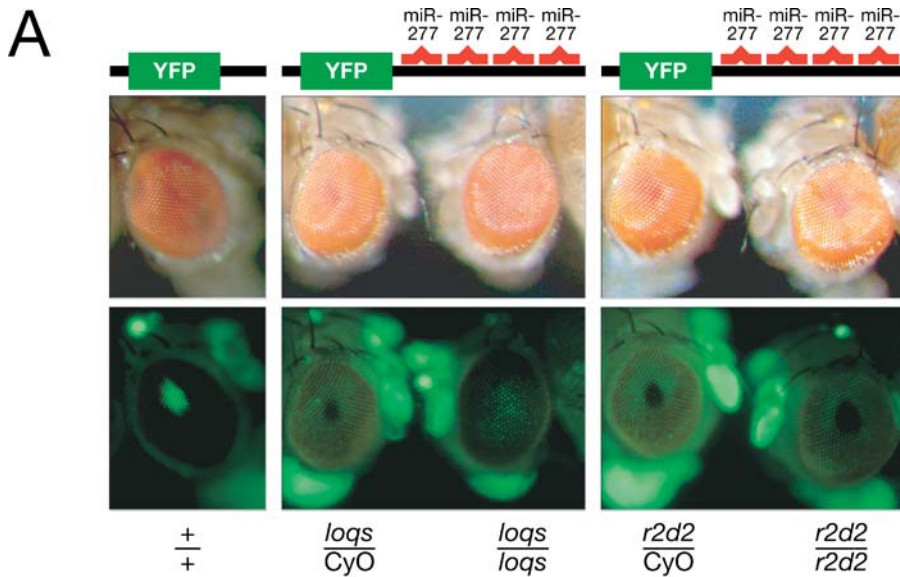 A
miR-277 miR-277 miR-277 miR-277 miR-277 miR-277 miR-277 miR-277
YFP YFP YFP
+ loqs loqs r2d2 r2d2
+ CyO loqs CyO r2d2